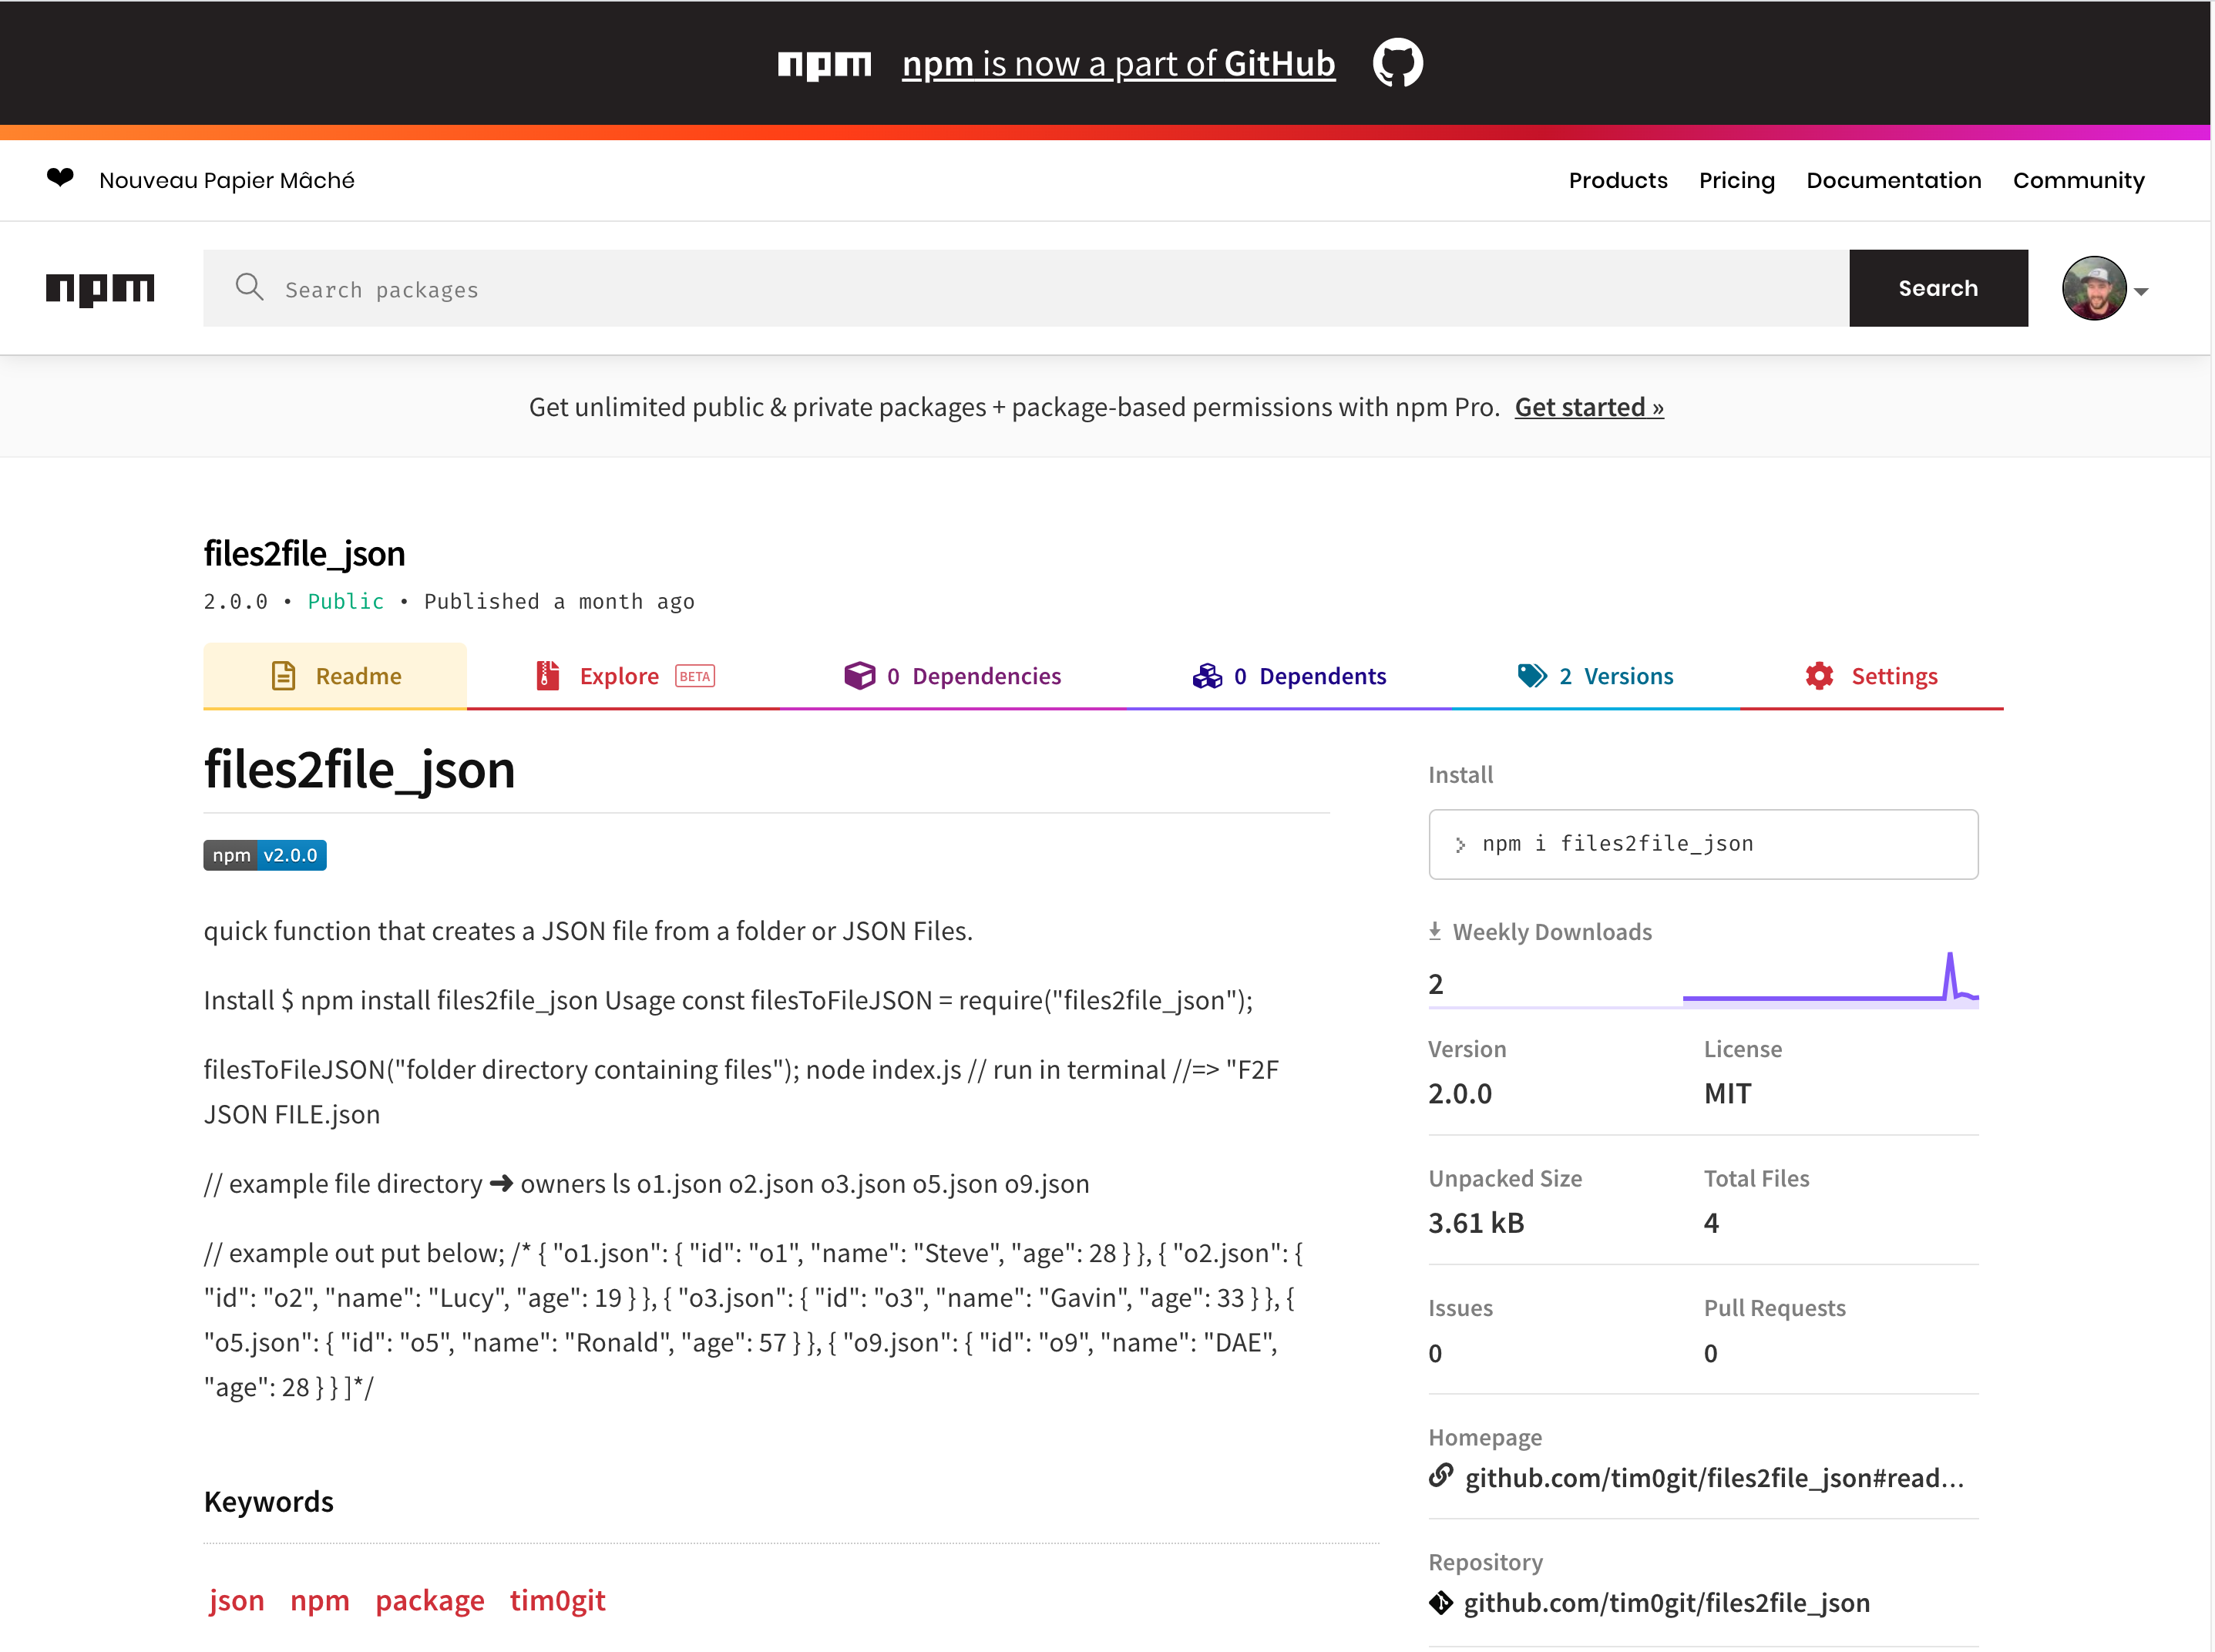 npm npm is now a part of GitHub
Nouveau Papier Mâché
Products Pricing Documentation Community
npm Search packages Search
Get unlimited public & private packages + package-based permissions with npm Pro. Get started »
files2file_json
2.0.0 • Public • Published a month ago
Readme Explore BETA 0 Dependencies 0 Dependents 2 Versions Settings
files2file_json
npm v2.0.0
quick function that creates a JSON file from a folder or JSON Files.
Install $ npm install files2file_json Usage const filesToFileJSON = require("files2file_json");
filesToFileJSON("folder directory containing files"); node index.js // run in terminal //=> "F2F
JSON FILE.json
// example file directory ➜ owners ls o1.json o2.json o3.json o5.json o9.json
// example out put below; /* { "o1.json": { "id": "o1", "name": "Steve", "age": 28 } }, { "o2.json": {
"id": "o2", "name": "Lucy", "age": 19 } }, { "o3.json": { "id": "o3", "name": "Gavin", "age": 33 } }, {
"o5.json": { "id": "o5", "name": "Ronald", "age": 57 } }, { "o9.json": { "id": "o9", "name": "DAE",
"age": 28 } } ]*/
Keywords
json npm package tim0git
Install
npm i files2file_json
Weekly Downloads
2
Version License
2.0.0 MIT
Unpacked Size Total Files
3.61 kB 4
Issues Pull Requests
0 0
Homepage
github.com/tim0git/files2file_json#read...
Repository
github.com/tim0git/files2file_json